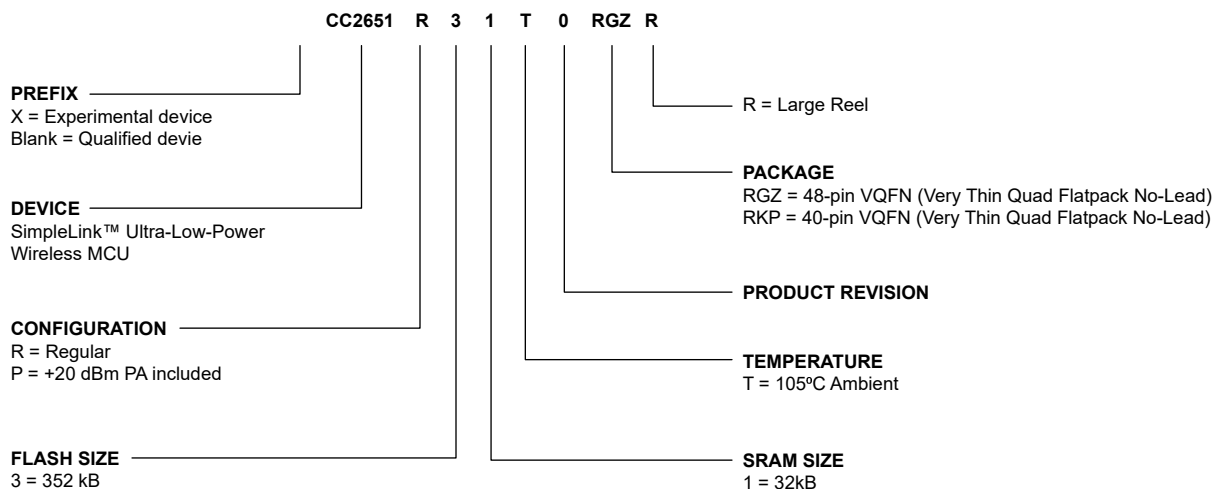 CC2651 R 3 1 T 0 RGZ R
PREFIX
X = Experimental device
Blank = Qualified devie
DEVICE
SimpleLink™ Ultra-Low-Power
Wireless MCU
CONFIGURATION
R = Regular
P = +20 dBm PA included
FLASH SIZE
3 = 352 kB
R = Large Reel
PACKAGE
RGZ = 48-pin VQFN (Very Thin Quad Flatpack No-Lead)
RKP = 40-pin VQFN (Very Thin Quad Flatpack No-Lead)
PRODUCT REVISION
TEMPERATURE
T = 105ºC Ambient
SRAM SIZE
1 = 32kB